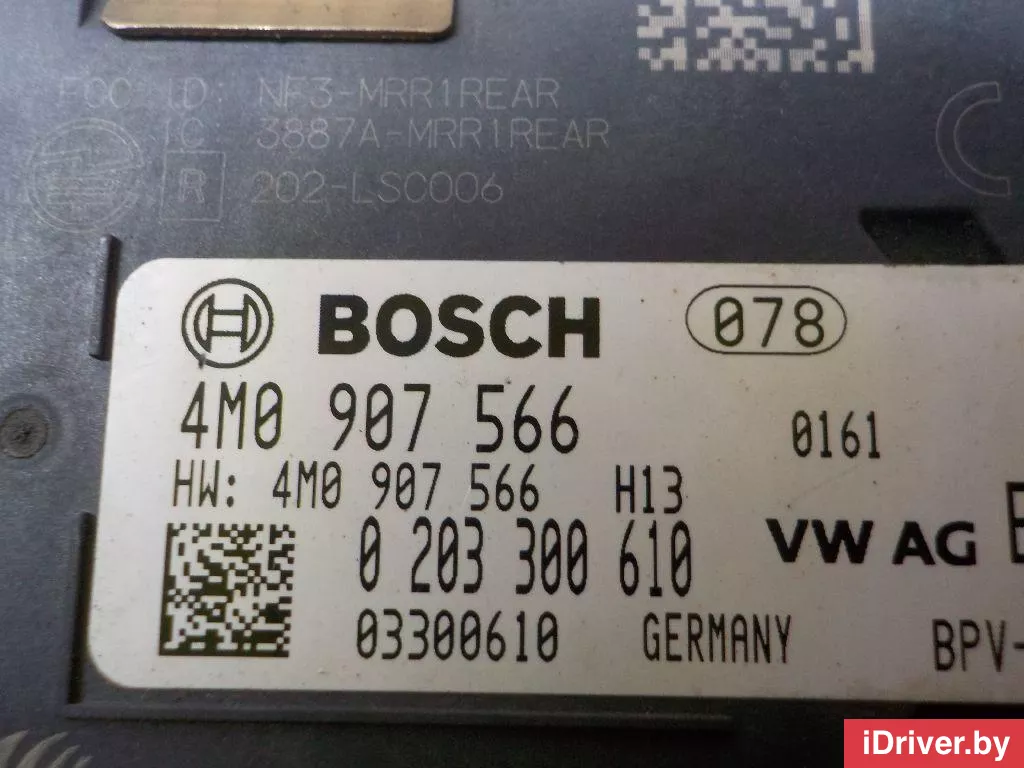 FCC ID: NF3-MRR1REAR
IC 3887A-MRR1REAR
R 202-LSC006
BOSCH 078
4M0 907 566 0161
HW: 4M0 907 566 H13
0 203 300 610 VW AG
03300610 GERMANY BPV-
iDriver.by